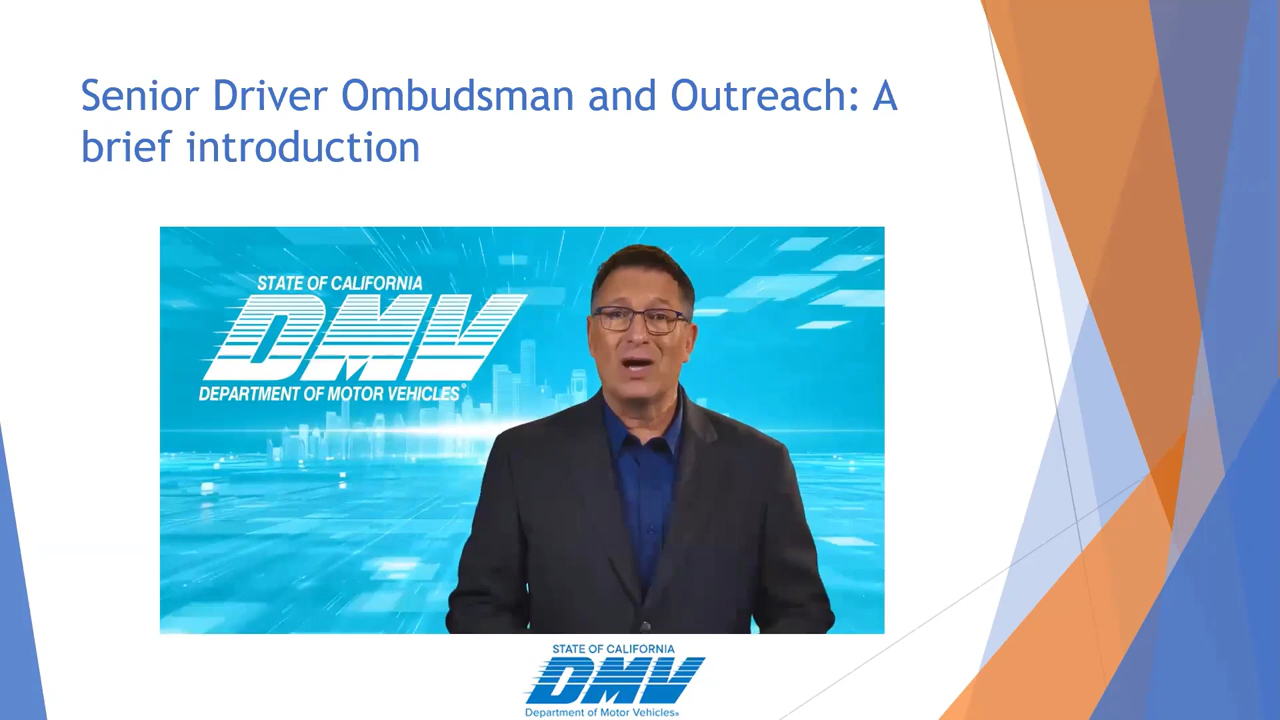 Senior Driver Ombudsman and Outreach: A
brief introduction
STATE OF CALIFORNIA
DMV
DEPARTMENT OF MOTOR VEHICLES®
STATE OF CALIFORNIA
DMV
Department of Motor Vehicles®